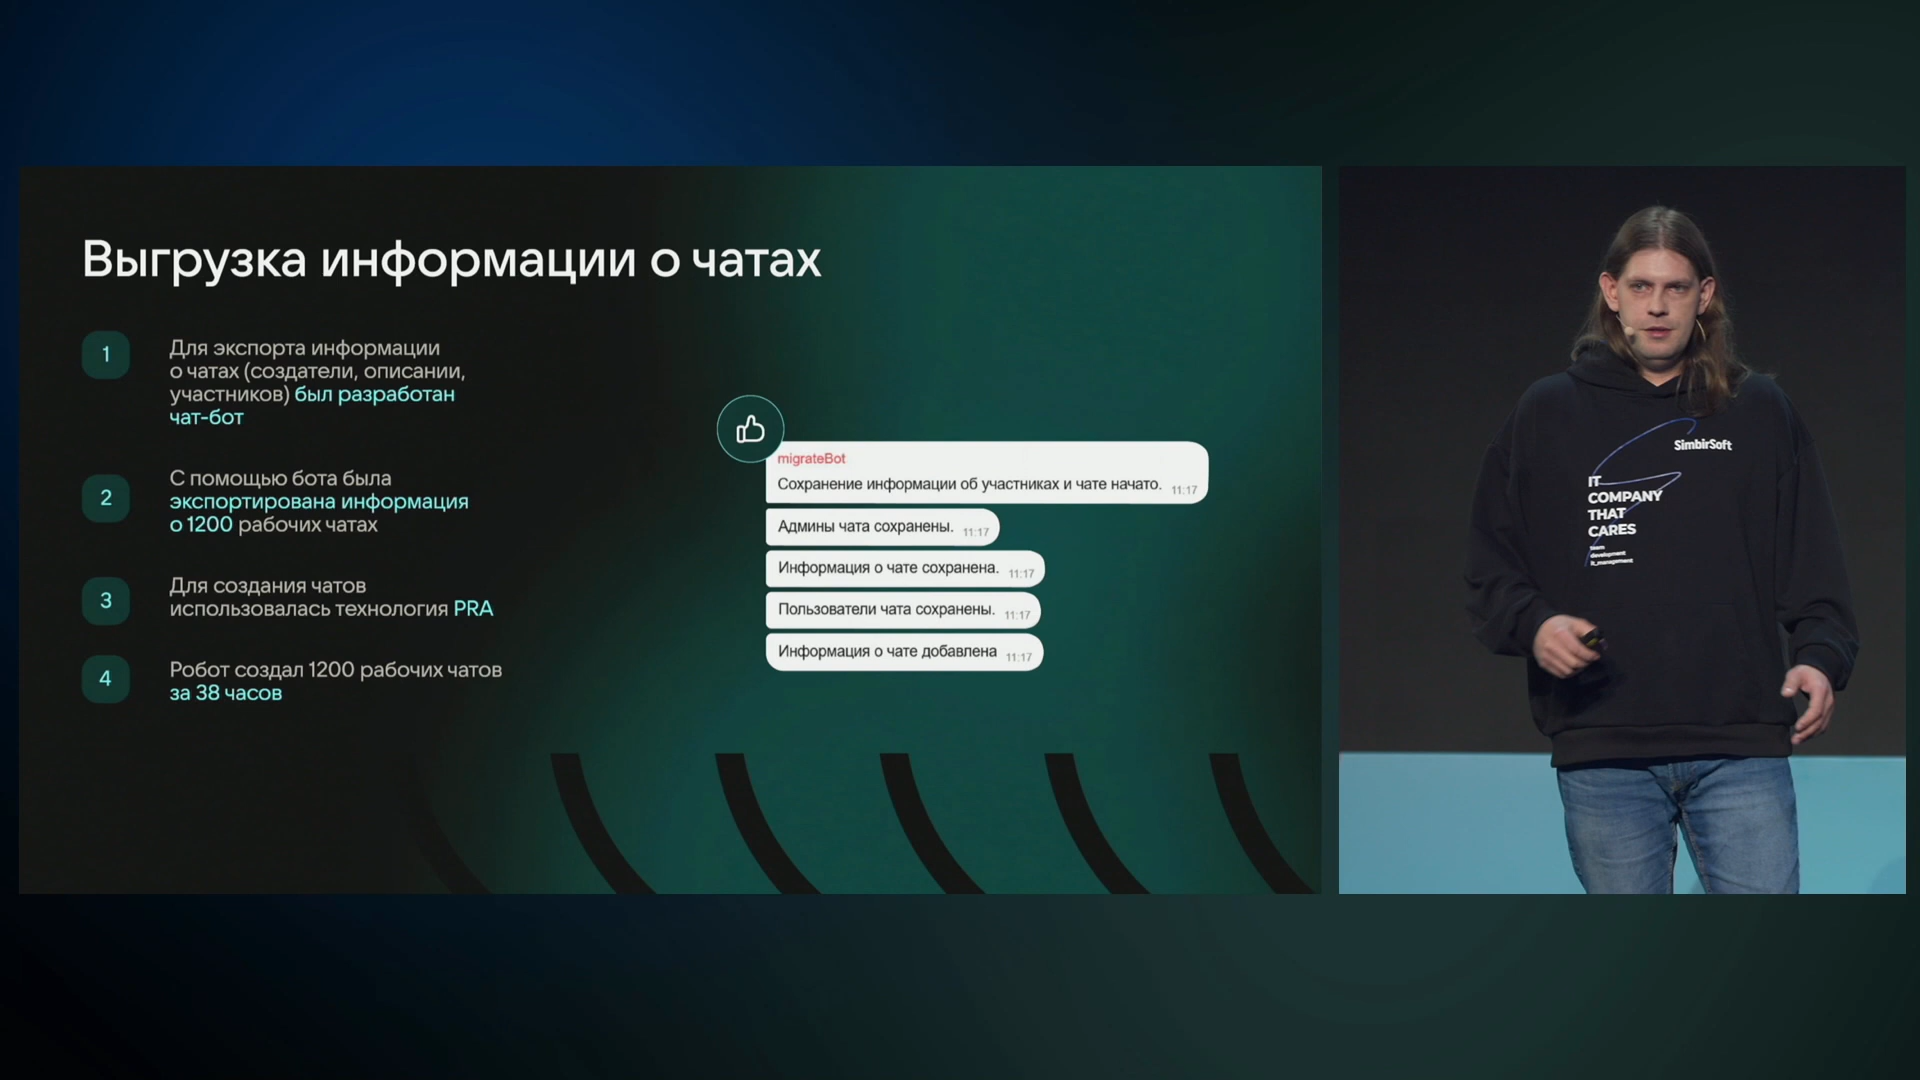 Выгрузка информации о чатах
1
Для экспорта информации
о чатах (создатели, описании,
участников) был разработан
чат-бот
2
С помощью бота была
экспортирована информация
о 1200 рабочих чатах
3
Для создания чатов
использовалась технология PRA
4
Робот создал 1200 рабочих чатов
за 38 часов
migrateBot
Сохранение информации об участниках и чате начато. 11:17
Админы чата сохранены. 11:17
Информация о чате сохранена. 11:17
Пользователи чата сохранены. 11:17
Информация о чате добавлена 11:17
SimbirSoft
IT
COMPANY
THAT
CARES
team
development
it_management